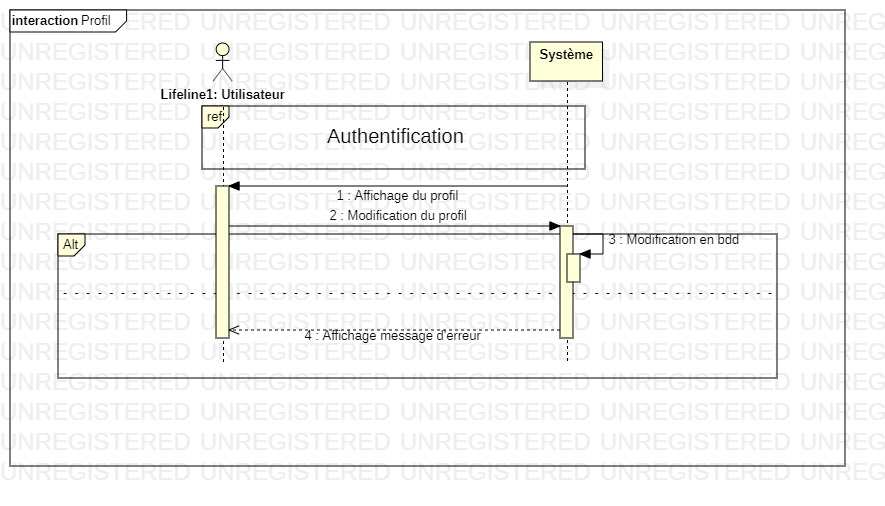 interaction Profil
Système
Lifeline1: Utilisateur
ref
Authentification
1 : Affichage du profil
2 : Modification du profil
Alt
3 : Modification en bdd
4 : Affichage message d'erreur
UNREGISTERED UNREGISTERED UNREGISTERED UNREGISTERED UNREG